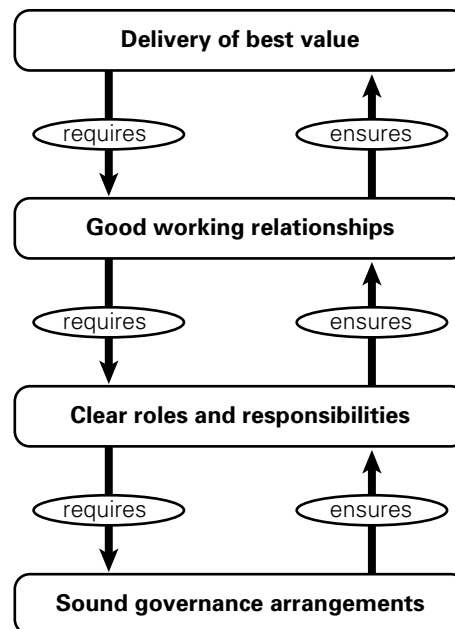 Delivery of best value
requires
ensures
Good working relationships
requires
ensures
Clear roles and responsibilities
requires
ensures
Sound governance arrangements